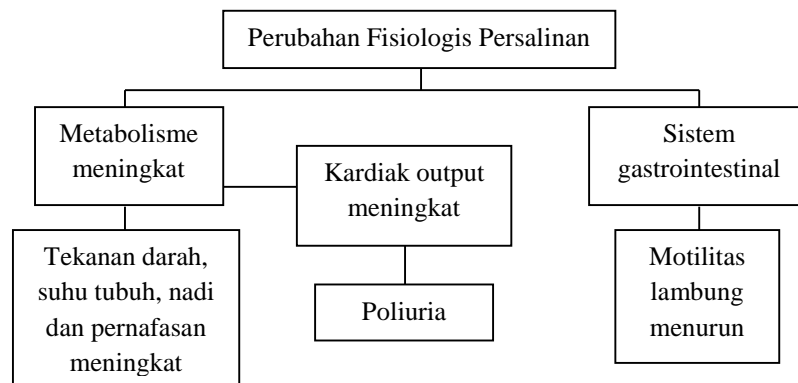 Perubahan Fisiologis Persalinan
Metabolisme
meningkat
Kardiak output
meningkat
Sistem
gastrointestinal
Tekanan darah,
suhu tubuh, nadi
dan pernafasan
meningkat
Poliuria
Motilitas
lambung
menurun